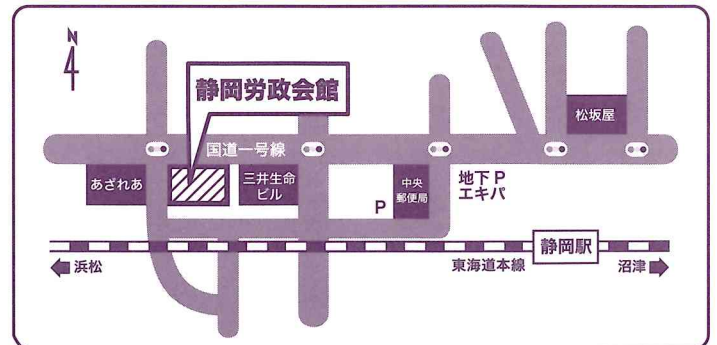 N
静岡労政会館
松坂屋
国道一号線
あざれあ
三井生命
ビル
P
中央
郵便局
地下P
エキパ
静岡駅
浜松
東海道本線
沼津